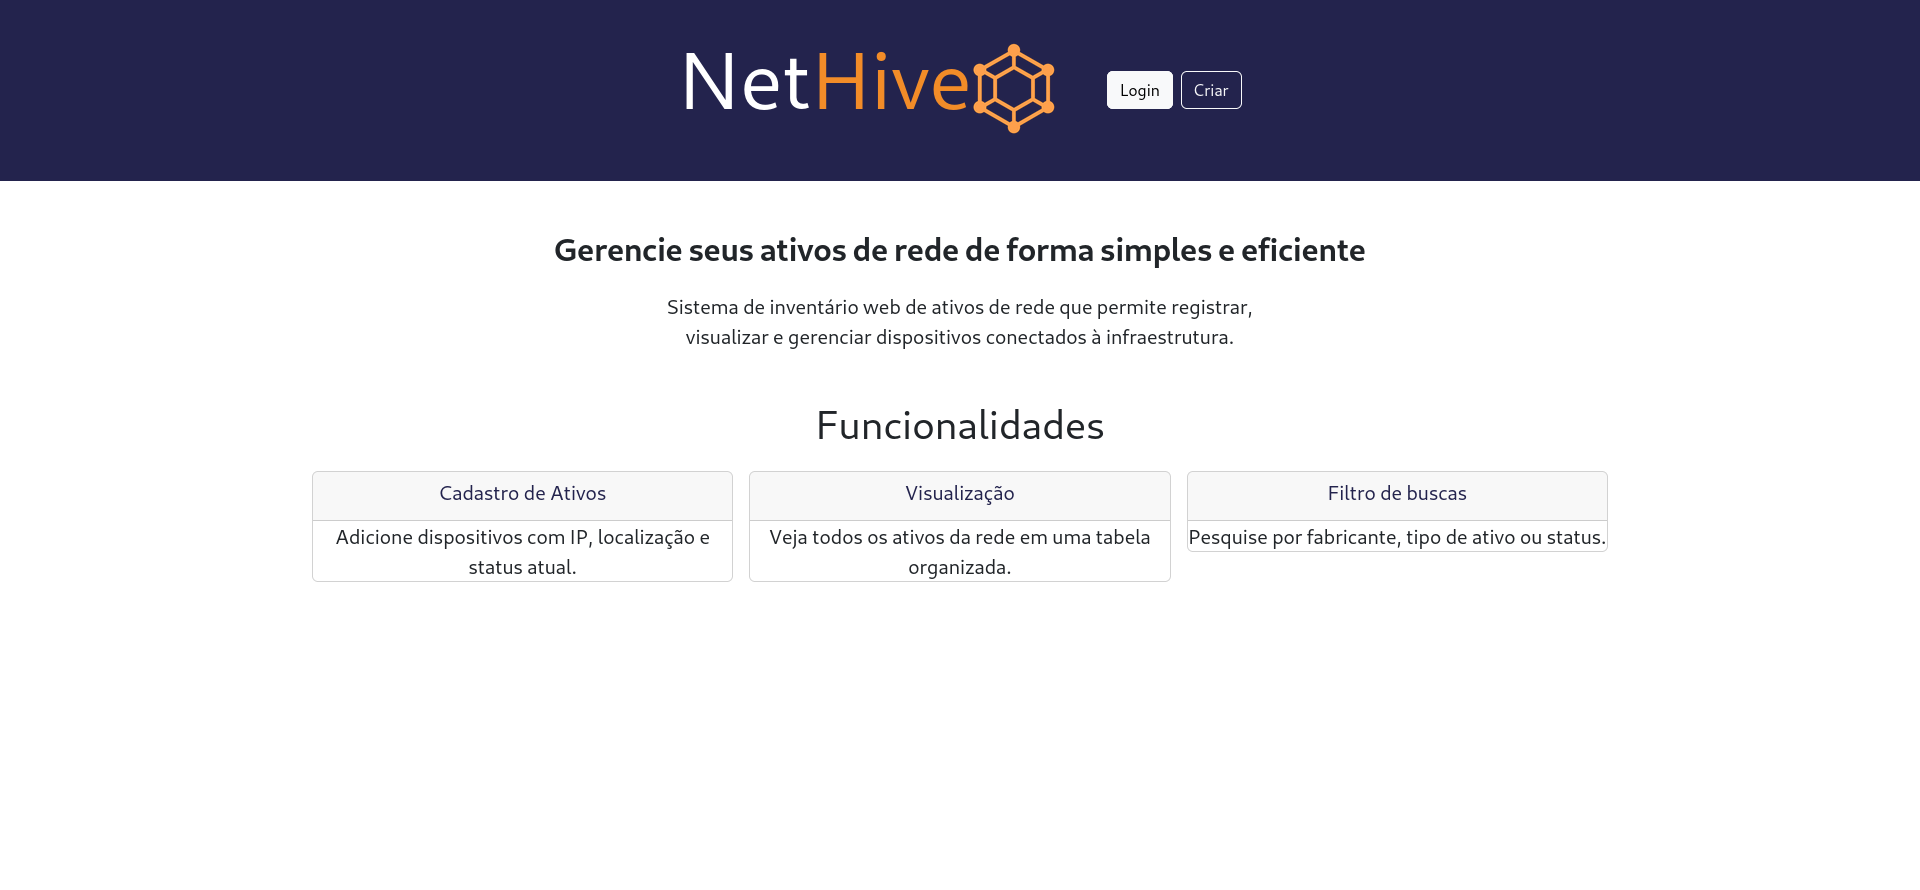 NetHive
Login
Criar
Gerencie seus ativos de rede de forma simples e eficiente
Sistema de inventário web de ativos de rede que permite registrar,
visualizar e gerenciar dispositivos conectados à infraestrutura.
Funcionalidades
Cadastro de Ativos
Adicione dispositivos com IP, localização e
status atual.
Visualização
Veja todos os ativos da rede em uma tabela
organizada.
Filtro de buscas
Pesquise por fabricante, tipo de ativo ou status.